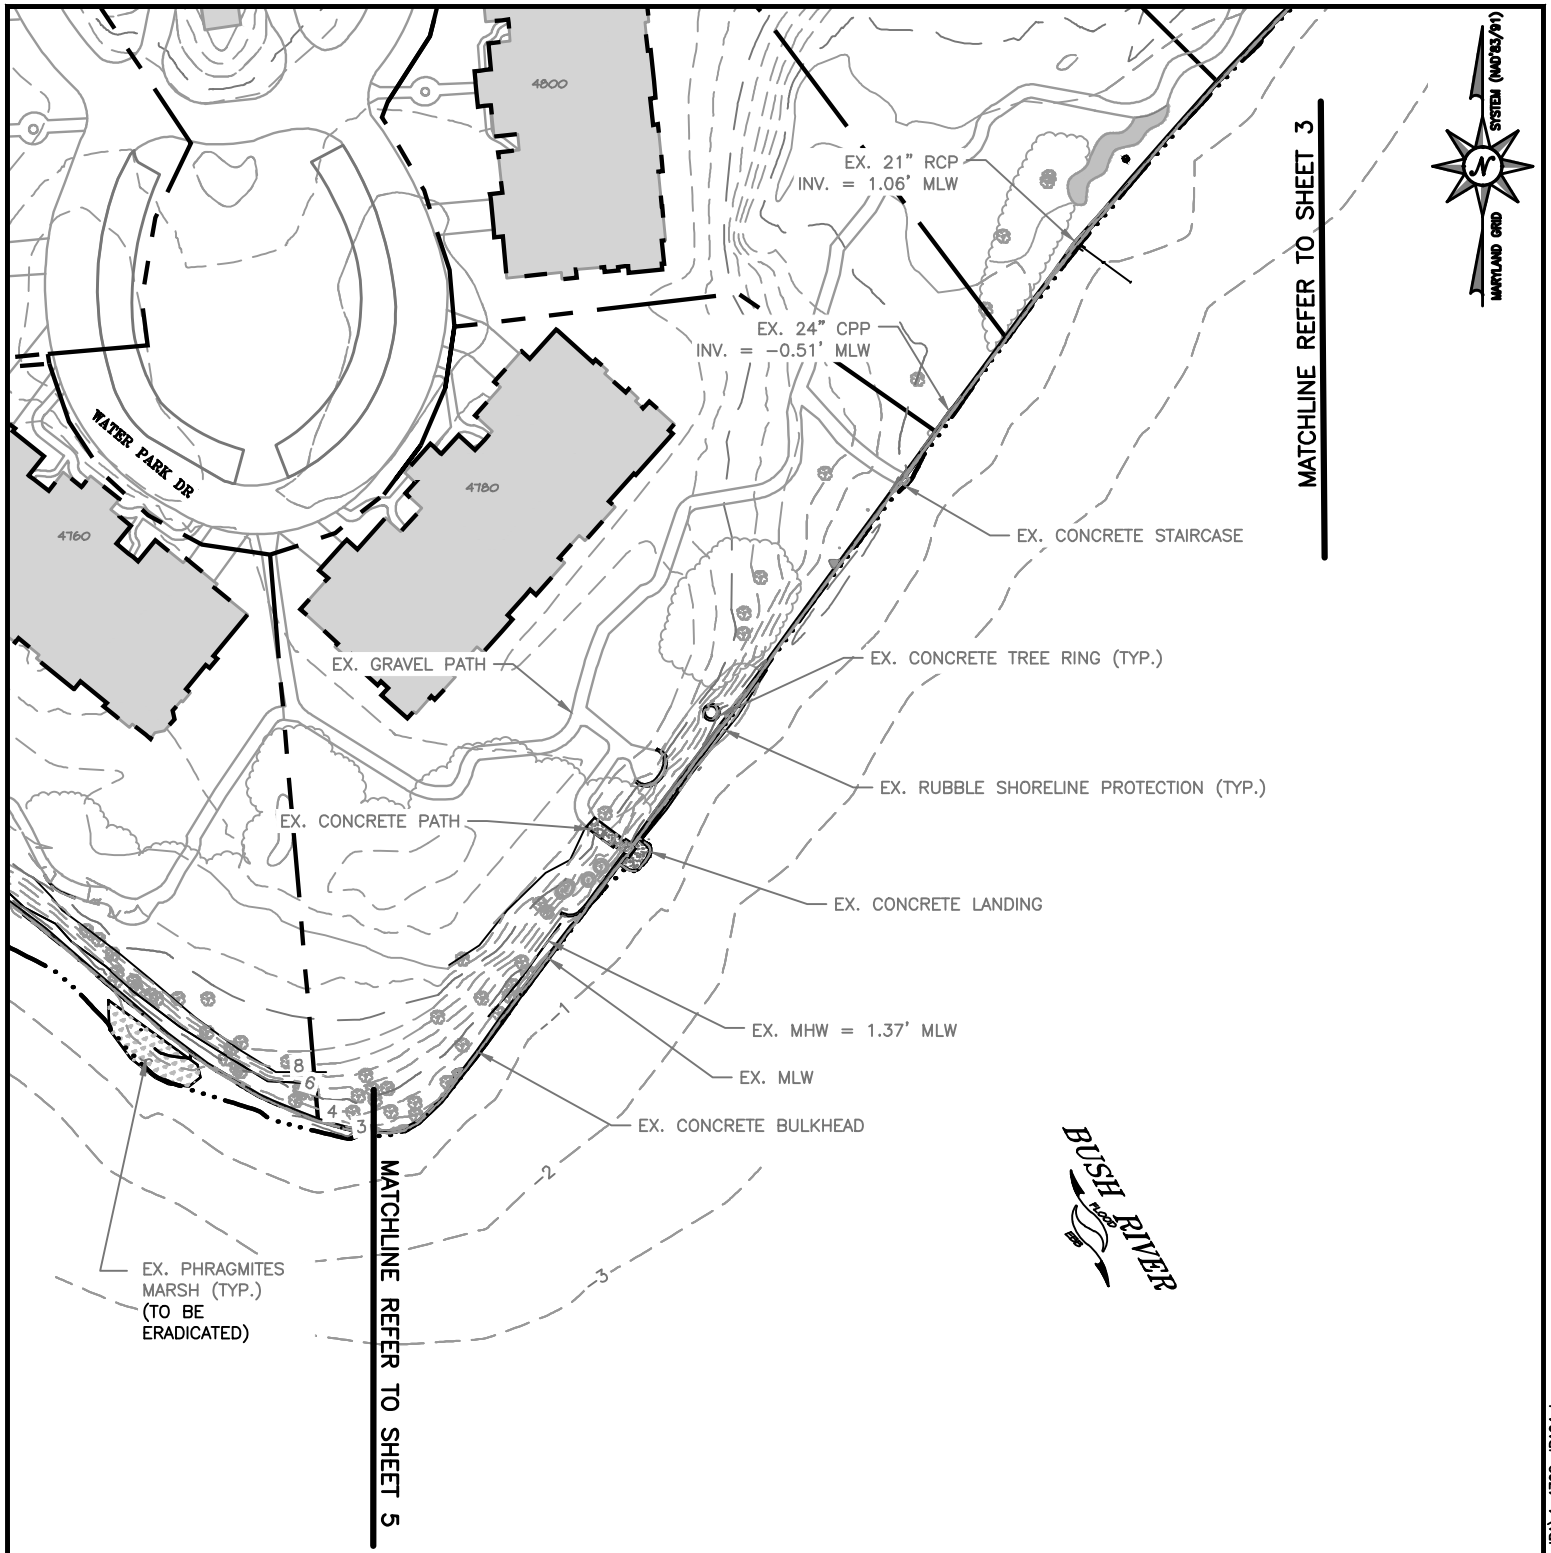 4800
SYSTEM (NAD'83/91)
MARYLAND GRID
N
MATCHLINE REFER TO SHEET 3
EX. 21" RCP
INV. = 1.06' MLW
EX. 24" CPP
INV. = -0.51' MLW
WATER PARK DR
4780
4760
EX. CONCRETE STAIRCASE
EX. GRAVEL PATH
EX. CONCRETE TREE RING (TYP.)
EX. RUBBLE SHORELINE PROTECTION (TYP.)
EX. CONCRETE PATH
EX. CONCRETE LANDING
-1
EX. MHW = 1.37' MLW
EX. MLW
8
6
4
3
EX. CONCRETE BULKHEAD
-2
-3
BUSH RIVER
FLOOD
EBB
EX. PHRAGMITES
MARSH (TYP.)
(TO BE
ERADICATED)
MATCHLINE REFER TO SHEET 5